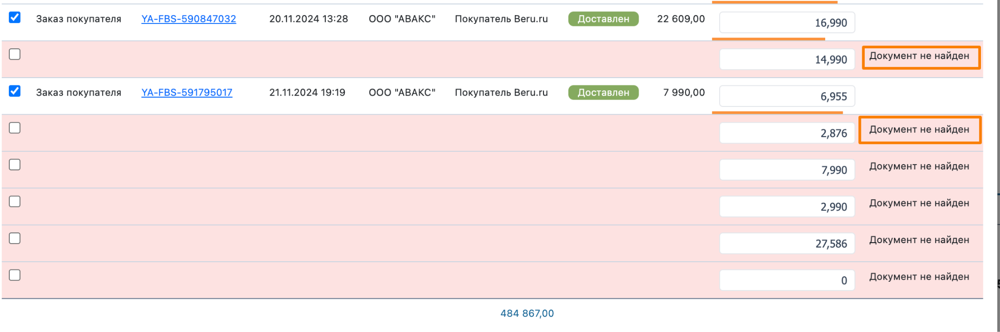 Заказ покупателя YA-FBS-590847032 20.11.2024 13:28 ООО "АВАКС" Покупатель Beru.ru Доставлен 22 609,00 16,990
14,990 Документ не найден
Заказ покупателя YA-FBS-591795017 21.11.2024 19:19 ООО "АВАКС" Покупатель Beru.ru Доставлен 7 990,00 6,955
2,876 Документ не найден
7,990 Документ не найден
2,990 Документ не найден
27,586 Документ не найден
0 Документ не найден
484 867,00